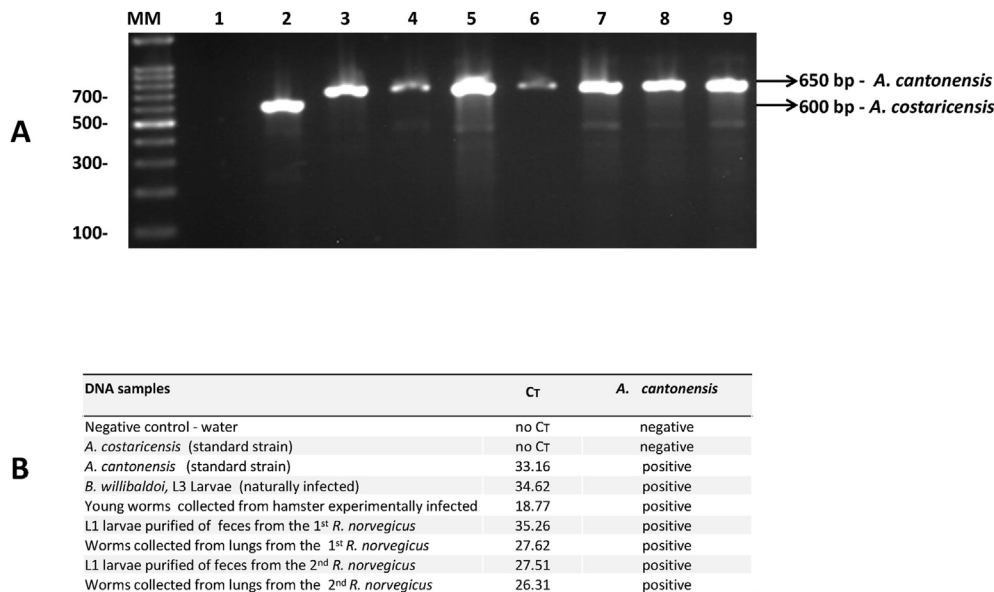 MM 1 2 3 4 5 6 7 8 9
650 bp - A. cantonensis
700-
600 bp - A. costaricensis
A
500-
300-
100-
DNA samples CT A. cantonensis
Negative control - water no CT negative
A. costaricensis (standard strain) no CT negative
A. cantonensis (standard strain) 33.16 positive
B
B. willibaldoi, L3 Larvae (naturally infected) 34.62 positive
Young worms collected from hamster experimentally infected 18.77 positive
L1 larvae purified of feces from the 1st R. norvegicus 35.26 positive
Worms collected from lungs from the 1st R. norvegicus 27.62 positive
L1 larvae purified of feces from the 2nd R. norvegicus 27.51 positive
Worms collected from lungs from the 2nd R. norvegicus 26.31 positive